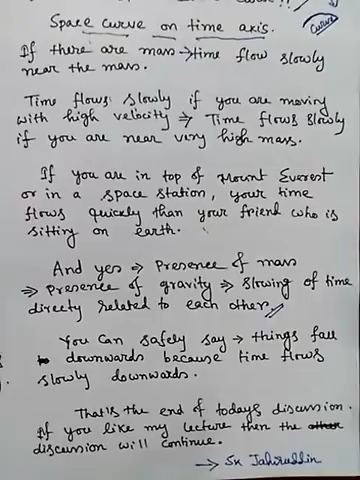 Space curve on time axis.
curve
If there are mass → time flow slowly
near the mass.
Time flows slowly if you are moving
with high velocity ⇒ Time flows slowly
if you are near very high mass.
If you are in top of Mount Everest
or in a space station, your time
flows quickly than your friend who is
sitting on earth.
And yes ⇒ Presence of mass
⇒ presence of gravity ⇒ slowing of time
directy related to each other.
You can safely say → things fall
downwards because time flows
slowly downwards.
That's the end of todays discussion.
If you like my lecture then the other
discussion will continue.
→ Sk Jahiruddin